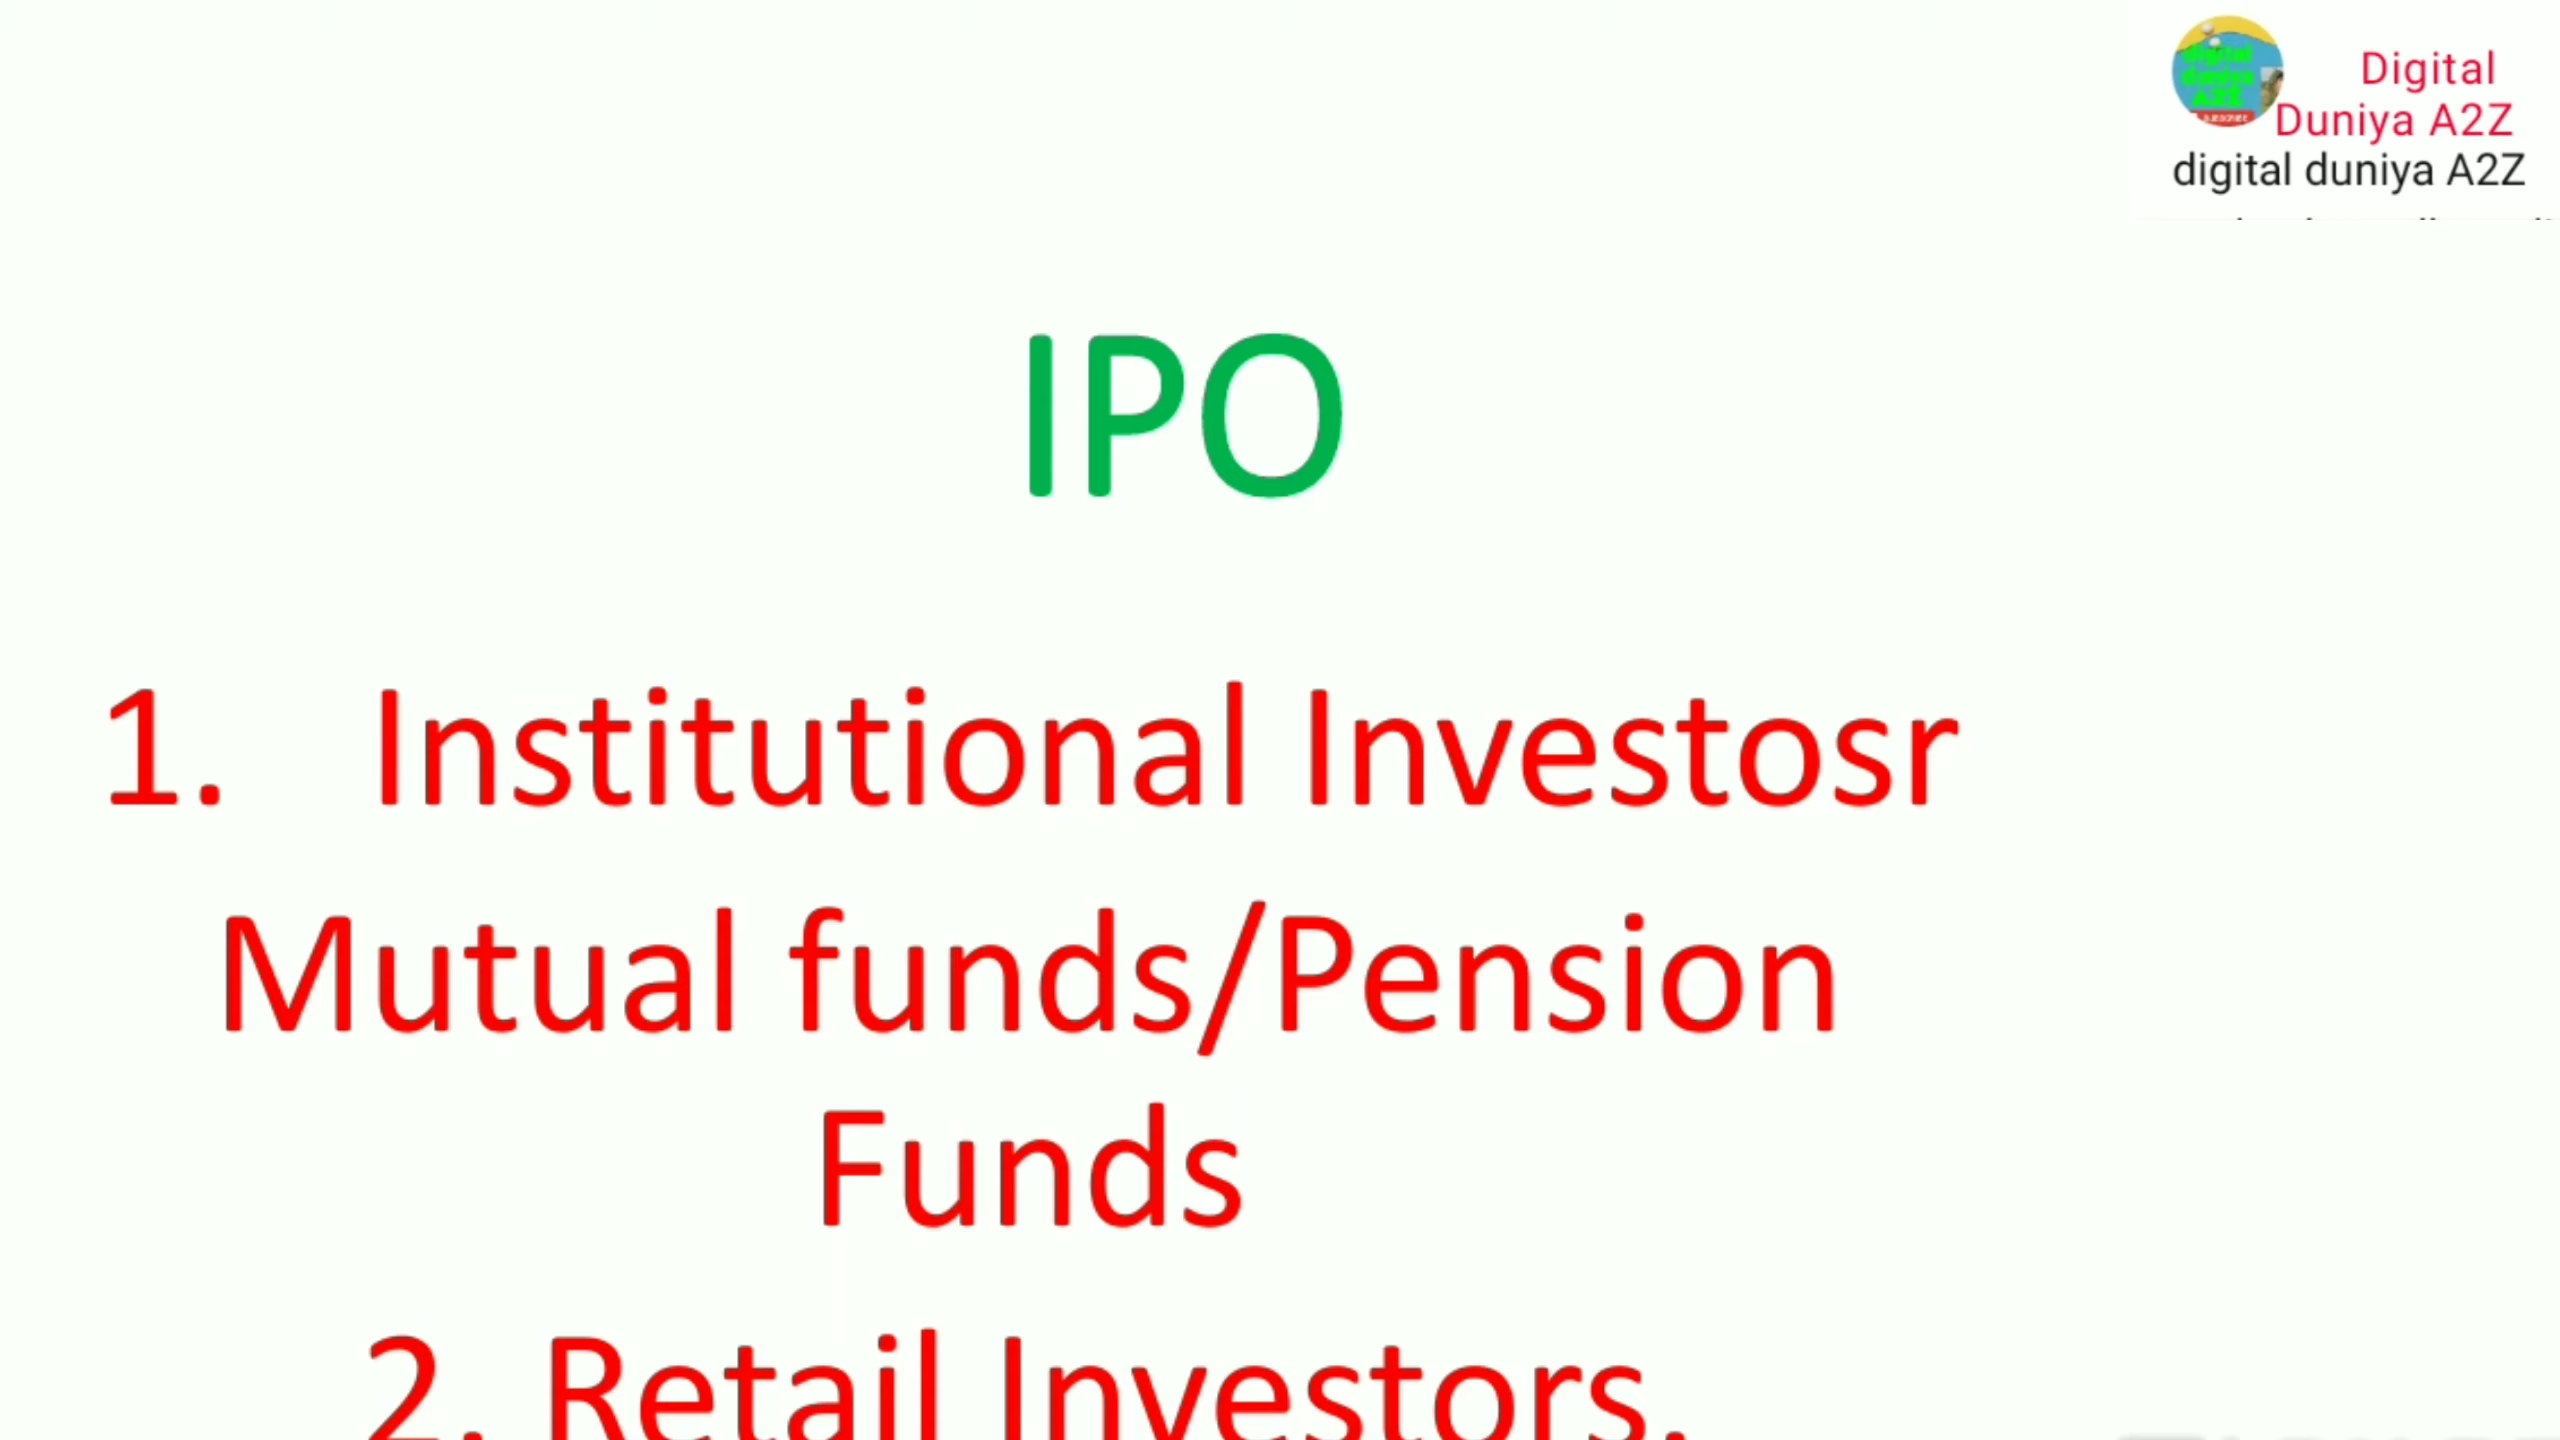 Digital
Duniya A2Z
digital duniya A2Z
IPO
1. Institutional Investosr
Mutual funds/Pension
Funds
2. Retail Investors.